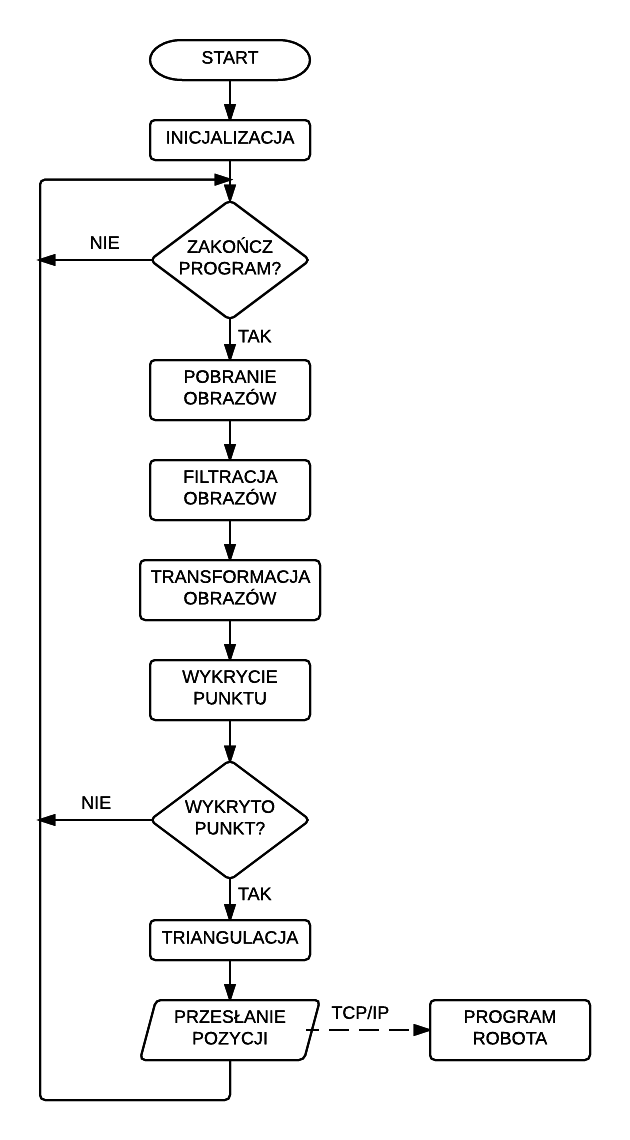 START
INICJALIZACJA
NIE
ZAKOŃCZ
PROGRAM?
TAK
POBRANIE
OBRAZÓW
FILTRACJA
OBRAZÓW
TRANSFORMACJA
OBRAZÓW
WYKRYCIE
PUNKTU
NIE
WYKRYTO
PUNKT?
TAK
TRIANGULACJA
PRZESŁANIE
POZYCJI
TCP/IP
PROGRAM
ROBOTA